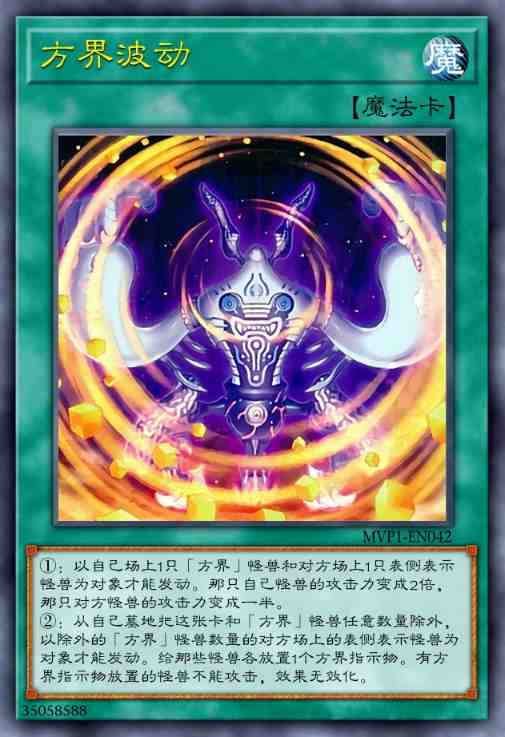 方界波动
魔
【魔法卡】
MVP1-EN042
①：以自己场上1只「方界」怪兽和对方场上1只表侧表示
怪兽为对象才能发动。那只自己怪兽的攻击力变成2倍，
那只对方怪兽的攻击力变成一半。
②：从自己墓地把这张卡和「方界」怪兽任意数量除外，
以除外的「方界」怪兽数量的对方场上的表侧表示怪兽为
对象才能发动。给那些怪兽各放置1个方界指示物。有方
界指示物放置的怪兽不能攻击，效果无效化。
35058588